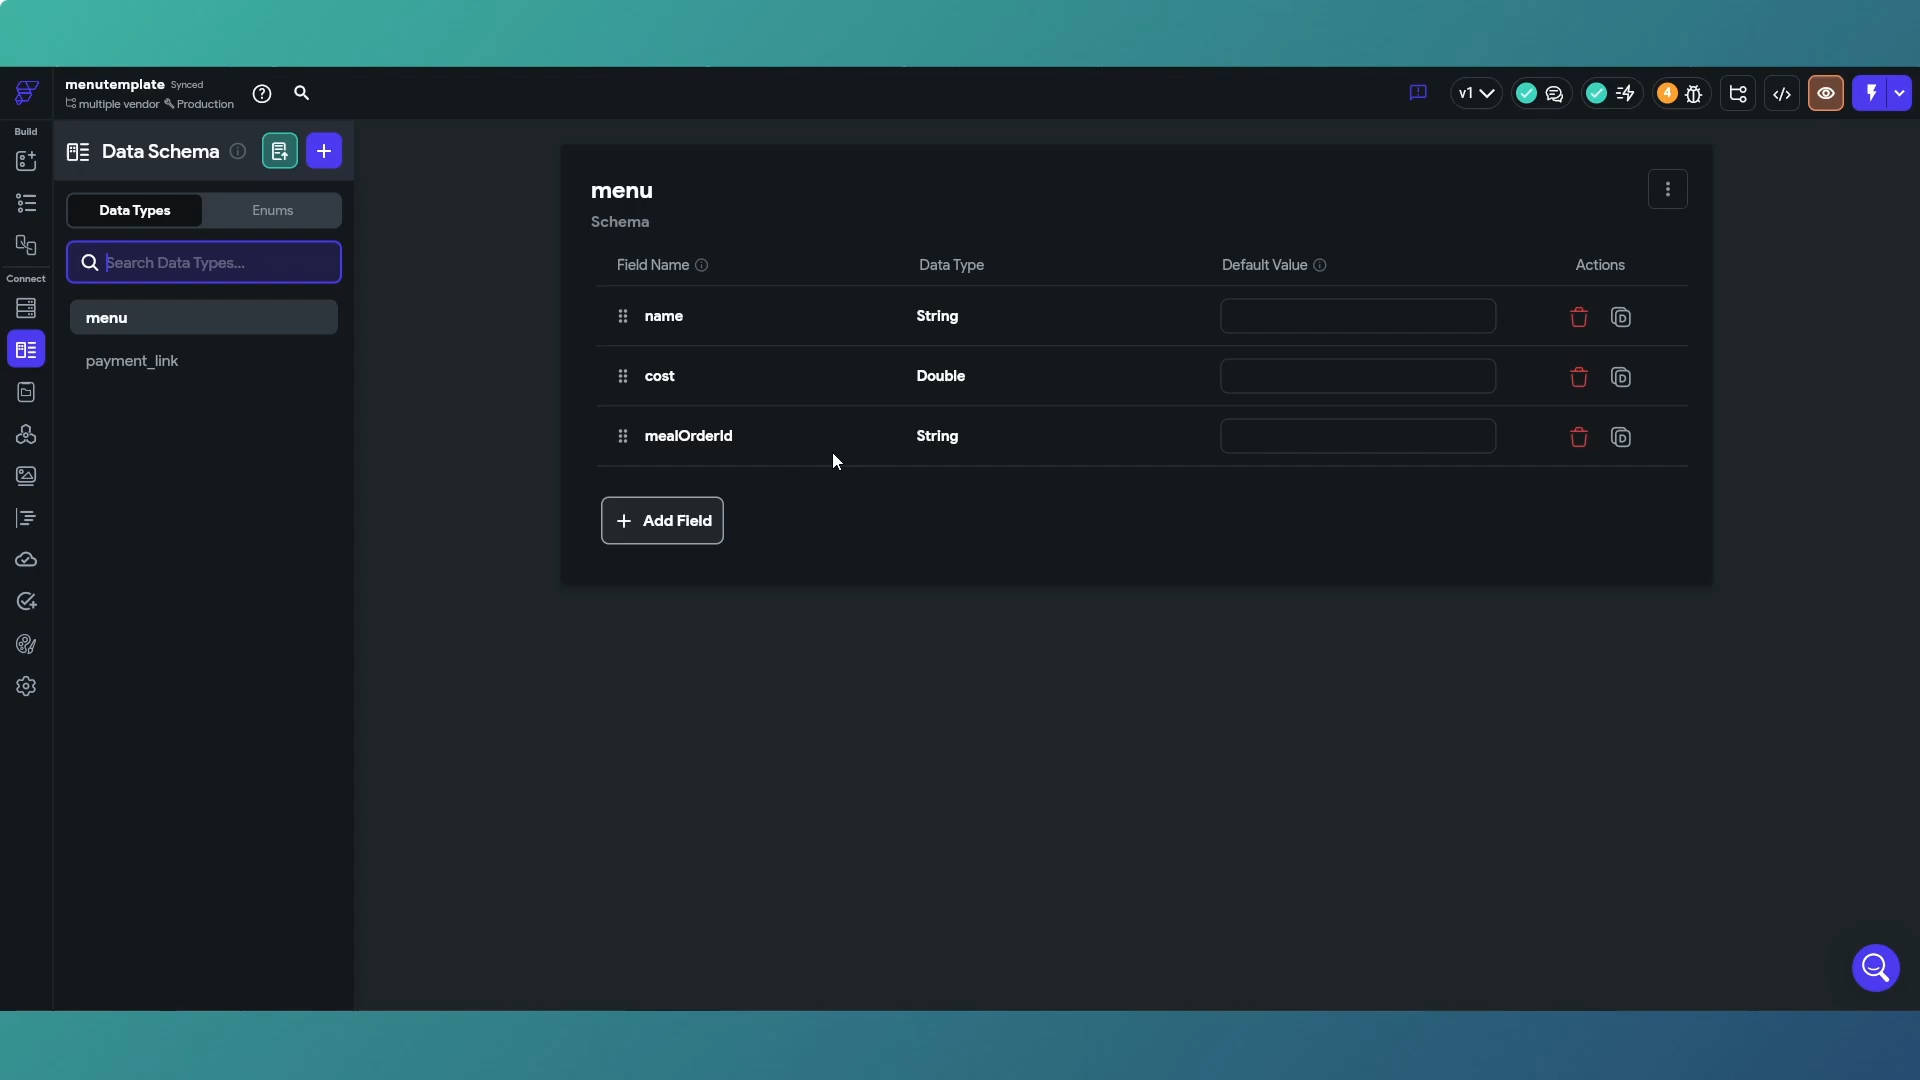 menutemplate Synced
multiple vendor Production
v1
4
Build
Data Schema
Data Types Enums
Search Data Types...
menu
payment_link
Connect
menu
Schema
Field Name Data Type Default Value Actions
name String
cost Double
mealOrderId String
+ Add Field